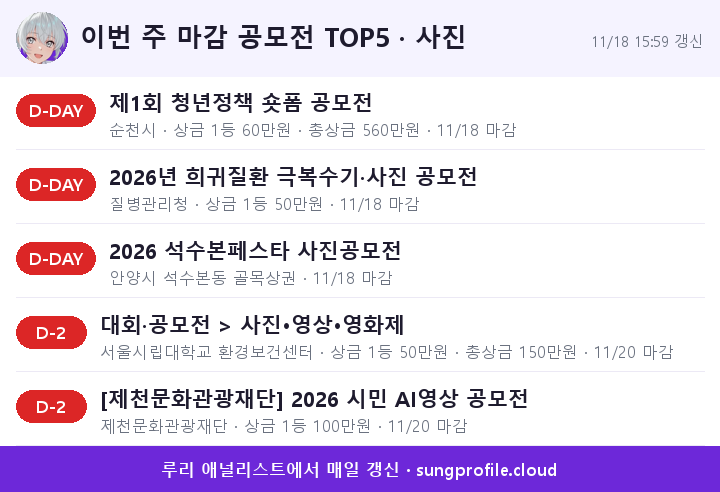 이번 주 마감 공모전 TOP5 · 사진
11/18 15:59 갱신
D-DAY
제1회 청년정책 숏폼 공모전
순천시 · 상금 1등 60만원 · 총상금 560만원 · 11/18 마감
D-DAY
2026년 희귀질환 극복수기·사진 공모전
질병관리청 · 상금 1등 50만원 · 11/18 마감
D-DAY
2026 석수본페스타 사진공모전
안양시 석수본동 골목상권 · 11/18 마감
D-2
대회·공모전 > 사진•영상•영화제
서울시립대학교 환경보건센터 · 상금 1등 50만원 · 총상금 150만원 · 11/20 마감
D-2
[제천문화관광재단] 2026 시민 AI영상 공모전
제천문화관광재단 · 상금 1등 100만원 · 11/20 마감
루리 애널리스트에서 매일 갱신 · sungprofile.cloud